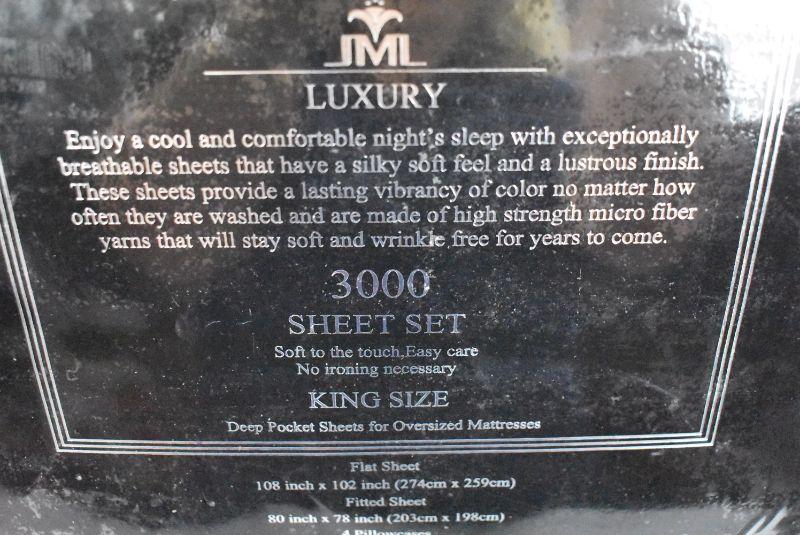 JML
LUXURY
Enjoy a cool and comfortable night's sleep with exceptionally
breathable sheets that have a silky soft feel and a lustrous finish.
These sheets provide a lasting vibrancy of color no matter how
often they are washed and are made of high strength micro fiber
yarns that will stay soft and wrinkle free for years to come.
3000
SHEET SET
Soft to the touch,Easy care
No ironing necessary
KING SIZE
Deep Pocket Sheets for Oversized Mattresses
Flat Sheet
108 inch x 102 inch (274cm x 259cm)
Fitted Sheet
80 inch x 78 inch (203cm x 198cm)
4 Pillowcases